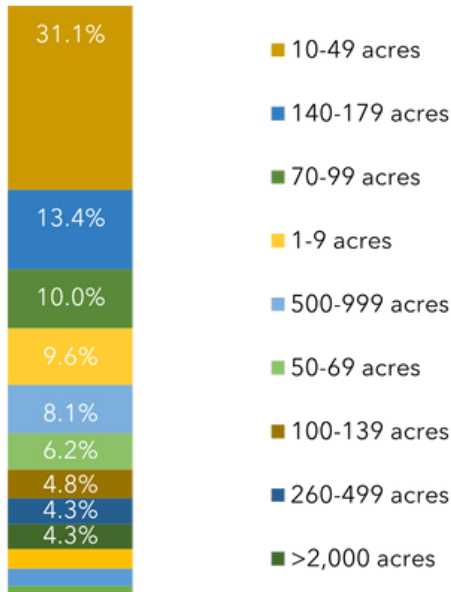 31.1%
10-49 acres
140-179 acres
70-99 acres
13.4%
1-9 acres
10.0%
500-999 acres
9.6%
50-69 acres
8.1%
100-139 acres
6.2%
4.8%
260-499 acres
4.3%
4.3%
>2,000 acres